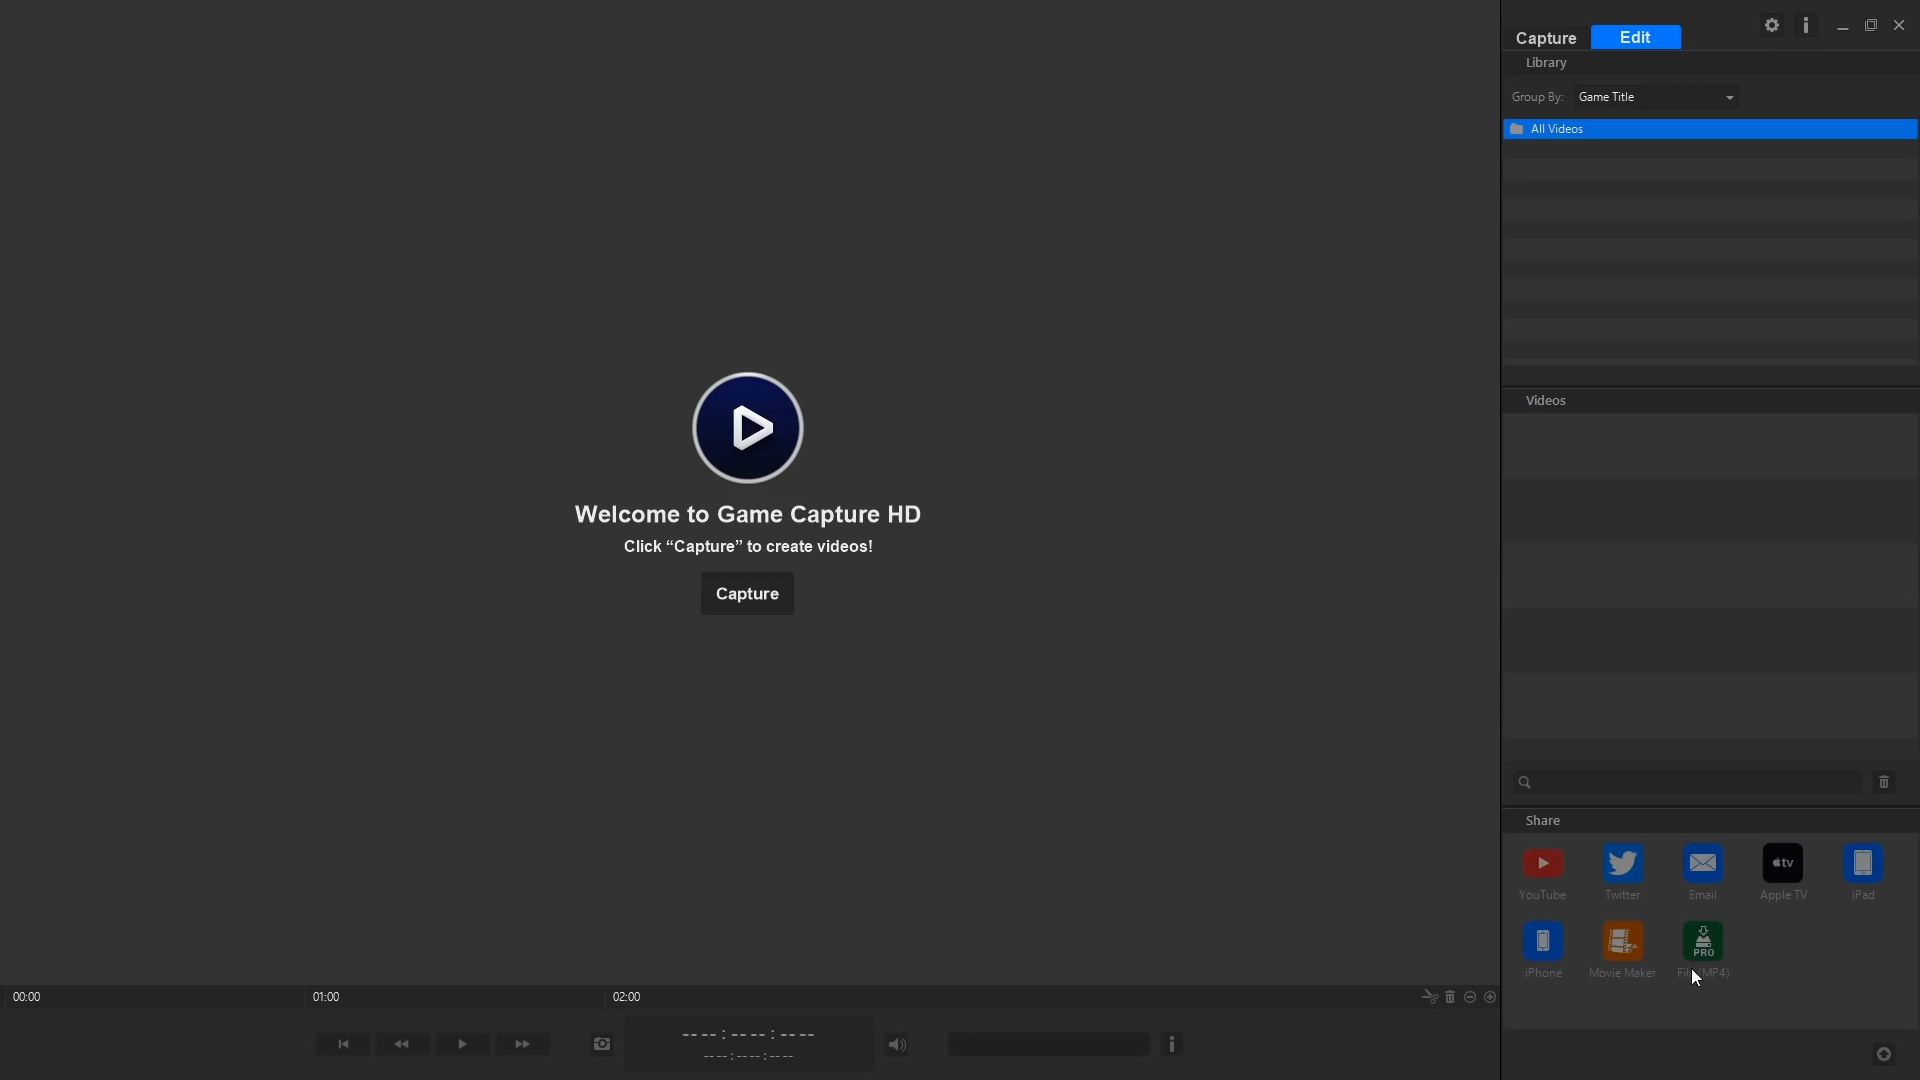 Capture Edit
Library
Group By: Game Title
All Videos
Welcome to Game Capture HD
Click “Capture” to create videos!
Capture
Videos
Share
YouTube Twitter Email tv Apple TV iPad
iPhone Movie Maker PRO File (MP4)
00:00 01:00 02:00
-- -- : -- -- : -- --
-- -- : -- -- : -- --